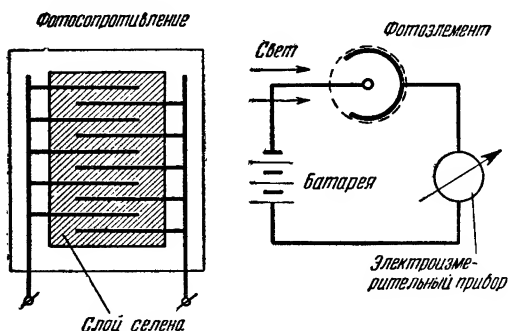 Фотосопротивление
Слой селена
Фотоэлемент
Свет
Батарея
Электроизме-
рительный прибор